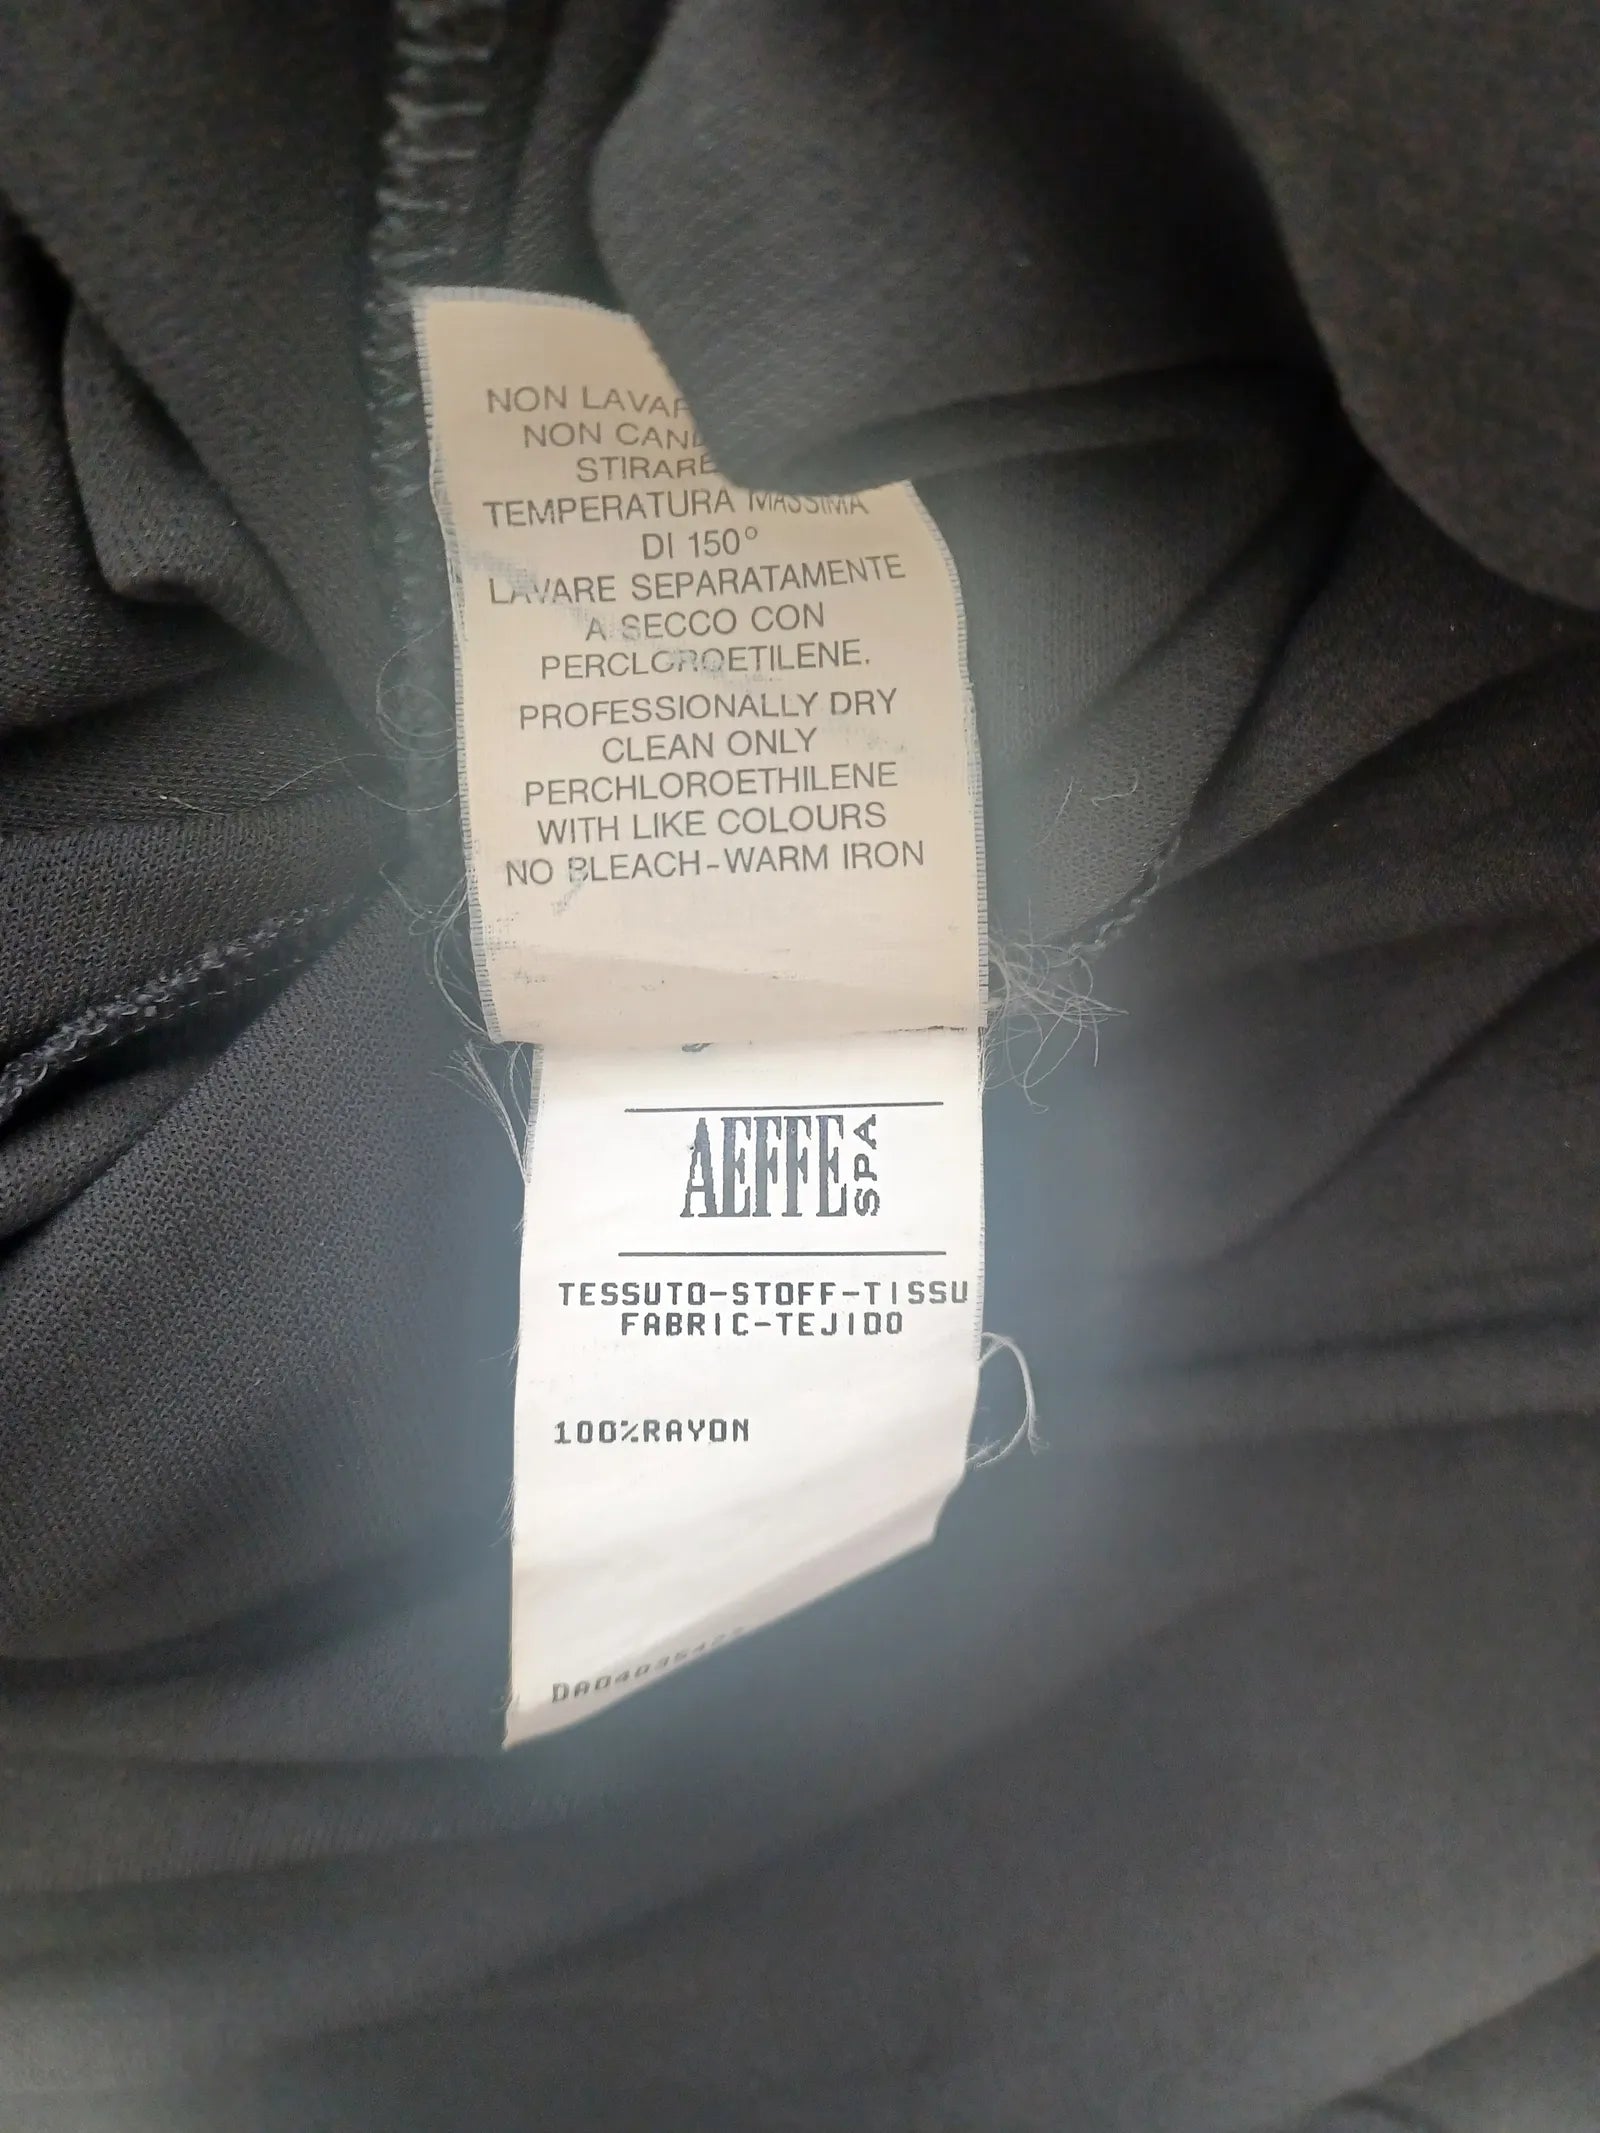 NON LAVAR
NON CAND
STIRARE
TEMPERATURA MASSIMA
DI 150°
LAVARE SEPARATAMENTE
A SECCO CON
PERCLOROETILENE.
PROFESSIONALLY DRY
CLEAN ONLY
PERCHLOROETHILENE
WITH LIKE COLOURS
NO BLEACH-WARM IRON
AEFFE SPA
TESSUTO-STOFF-TISSU
FABRIC-TEJIDO
100%RAYON